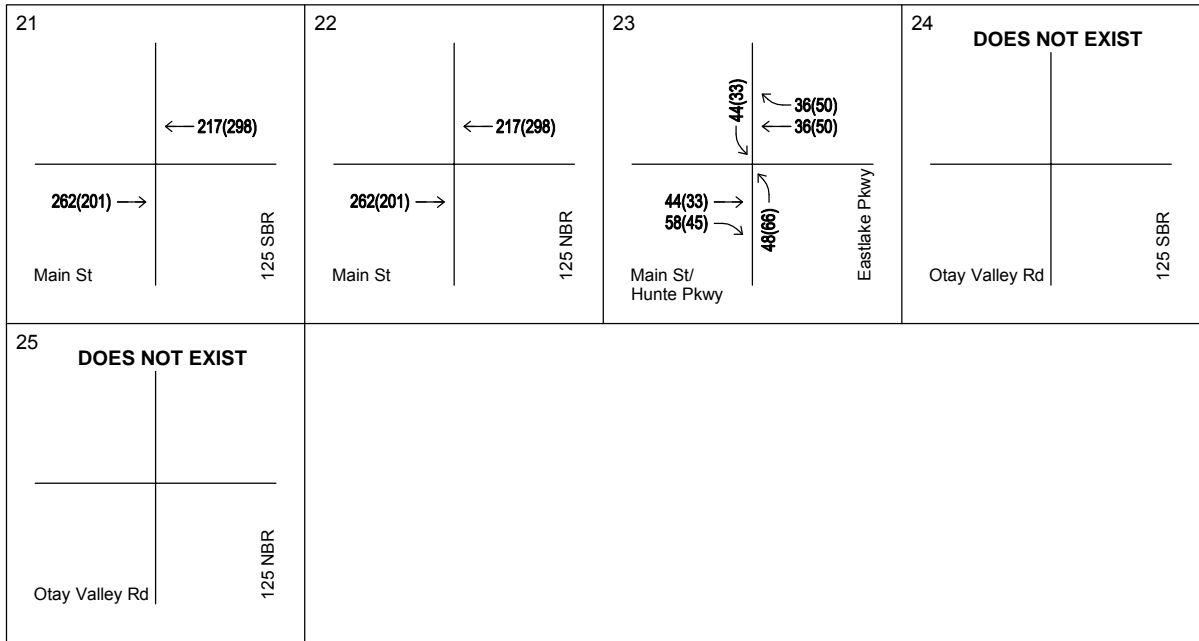 21
217(298)
262(201)
Main St
125 SBR
22
217(298)
262(201)
Main St
125 NBR
23
44(33)
36(50)
36(50)
44(33)
58(45)
48(66)
Main St/
Hunte Pkwy
Eastlake Pkwy
24
DOES NOT EXIST
Otay Valley Rd
125 SBR
25
DOES NOT EXIST
Otay Valley Rd
125 NBR